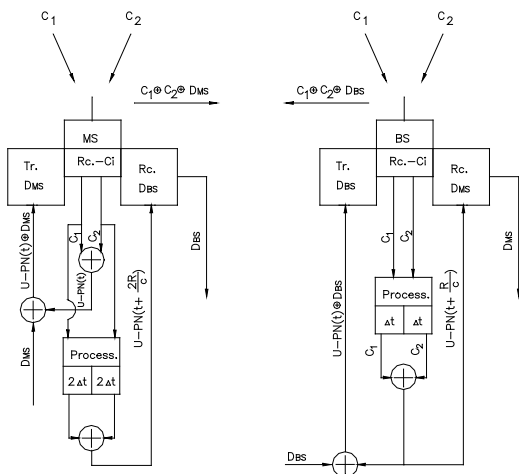 C1 C2
C1⊕C2⊕DMS
MS
Tr. DMS
Rc.–Ci
Rc. DBS
C1 C2
U–PN(t)⊕DMS
U–PN(t)
U–PN(t+2R/c)
DBS
DMS
Process.
2Δt 2Δt
C1 C2
C1⊕C2⊕DBS
BS
Tr. DBS
Rc.–Ci
Rc. DMS
C1 C2
U–PN(t)⊕DBS
Process.
Δt Δt
C1 C2
U–PN(t+R/c)
DMS
DBS